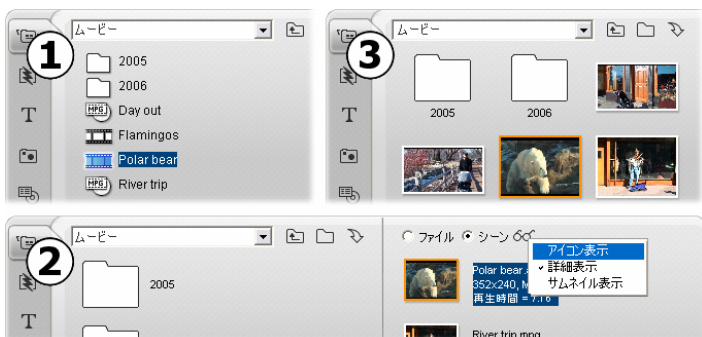 1
ムービー
2005
2006
MPG Day out
Flamingos
Polar bear
MPG River trip
T
3
ムービー
2005
2006
T
2
ムービー
2005
T
ファイル シーン
アイコン表示
詳細表示
サムネイル表示
Polar bear
352x240,
再生時間 = 7.16
River trip.mpg